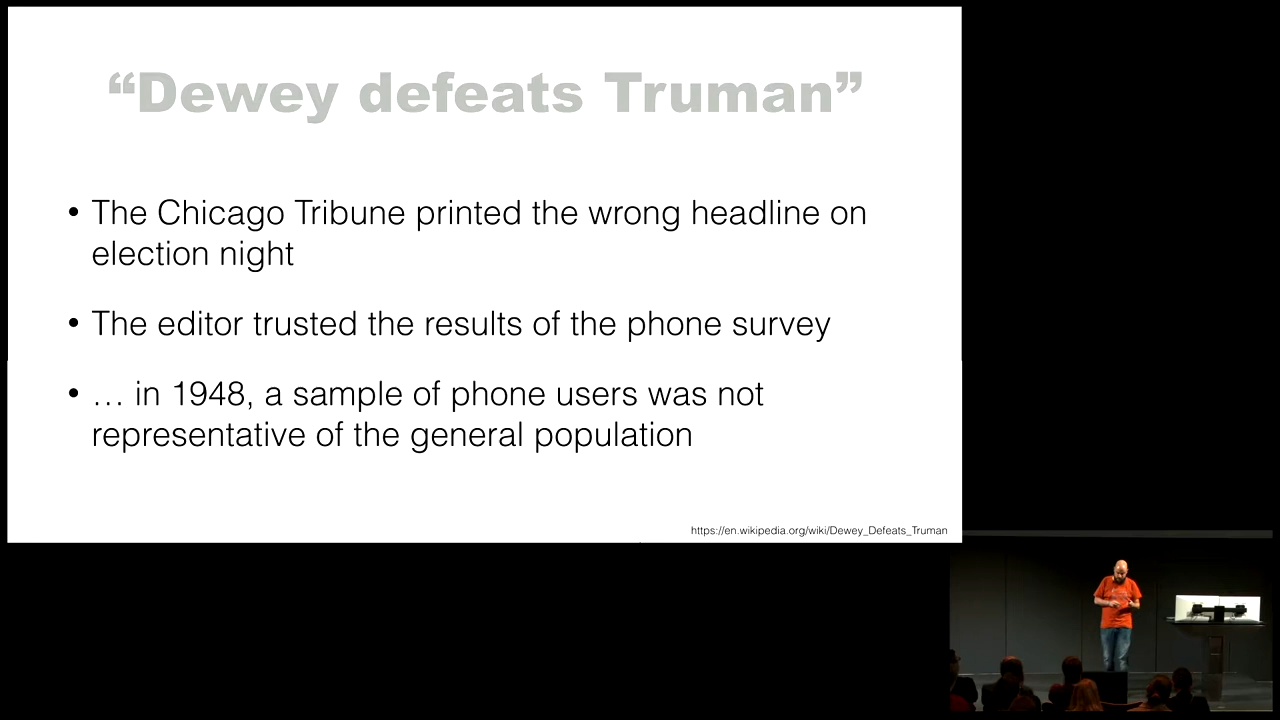 “Dewey defeats Truman”
• The Chicago Tribune printed the wrong headline on
election night
• The editor trusted the results of the phone survey
• … in 1948, a sample of phone users was not
representative of the general population
https://en.wikipedia.org/wiki/Dewey_Defeats_Truman